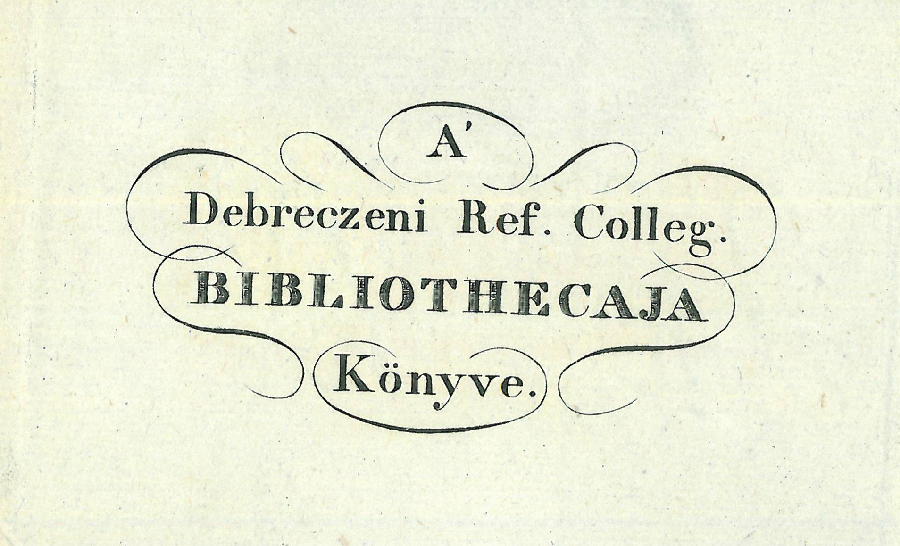 A'
Debreczeni Ref. Colleg.
BIBLIOTHECAJA
Könyve.